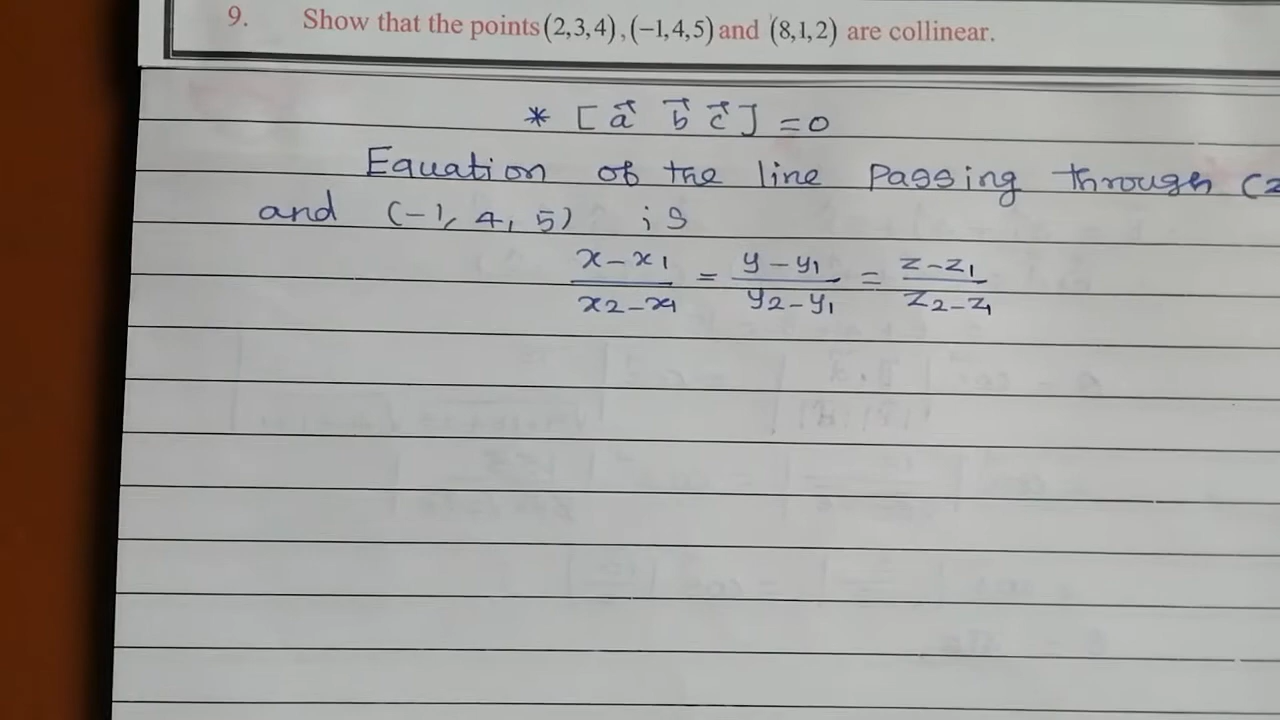 9. Show that the points (2,3,4), (−1,4,5) and (8,1,2) are collinear.
* [a⃗ b⃗ c⃗] = 0
Equation of the line passing through (2
and (-1, 4, 5) is
x-x1/x2-x1 = y-y1/y2-y1 = z-z1/z2-z1